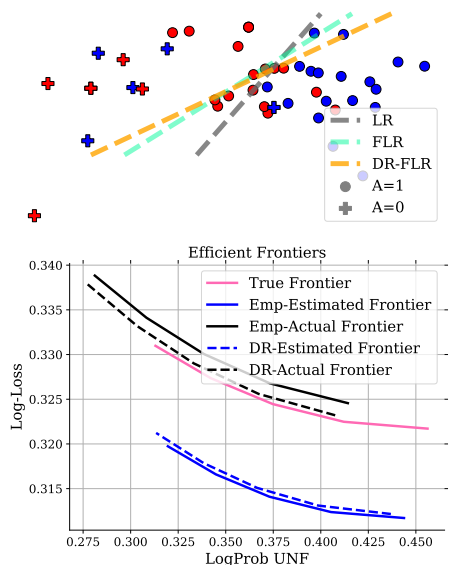 LR
FLR
DR-FLR
A=1
A=0
Efficient Frontiers
0.340
0.335
0.330
0.325
0.320
0.315
Log-Loss
True Frontier
Emp-Estimated Frontier
Emp-Actual Frontier
DR-Estimated Frontier
DR-Actual Frontier
0.275 0.300 0.325 0.350 0.375 0.400 0.425 0.450
LogProb UNF